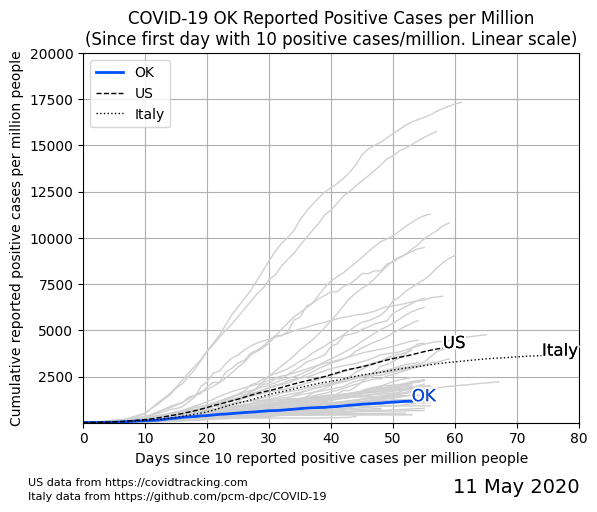 COVID-19 OK Reported Positive Cases per Million
(Since first day with 10 positive cases/million. Linear scale)
Cumulative reported positive cases per million people
20000
17500
15000
12500
10000
7500
5000
2500
OK
US
Italy
US
Italy
OK
0 10 20 30 40 50 60 70 80
Days since 10 reported positive cases per million people
US data from https://covidtracking.com
Italy data from https://github.com/pcm-dpc/COVID-19
11 May 2020